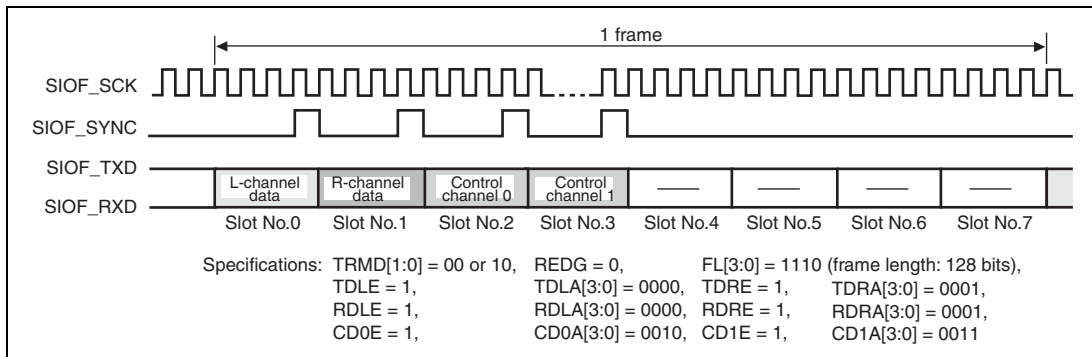 1 frame
SIOF_SCK
SIOF_SYNC
SIOF_TXD
SIOF_RXD
L-channel
data
R-channel
data
Control
channel 0
Control
channel 1
Slot No.0 Slot No.1 Slot No.2 Slot No.3 Slot No.4 Slot No.5 Slot No.6 Slot No.7
Specifications: TRMD[1:0] = 00 or 10, REDG = 0, FL[3:0] = 1110 (frame length: 128 bits),
TDLE = 1, TDLA[3:0] = 0000, TDRE = 1, TDRA[3:0] = 0001,
RDLE = 1, RDLA[3:0] = 0000, RDRE = 1, RDRA[3:0] = 0001,
CD0E = 1, CD0A[3:0] = 0010, CD1E = 1, CD1A[3:0] = 0011